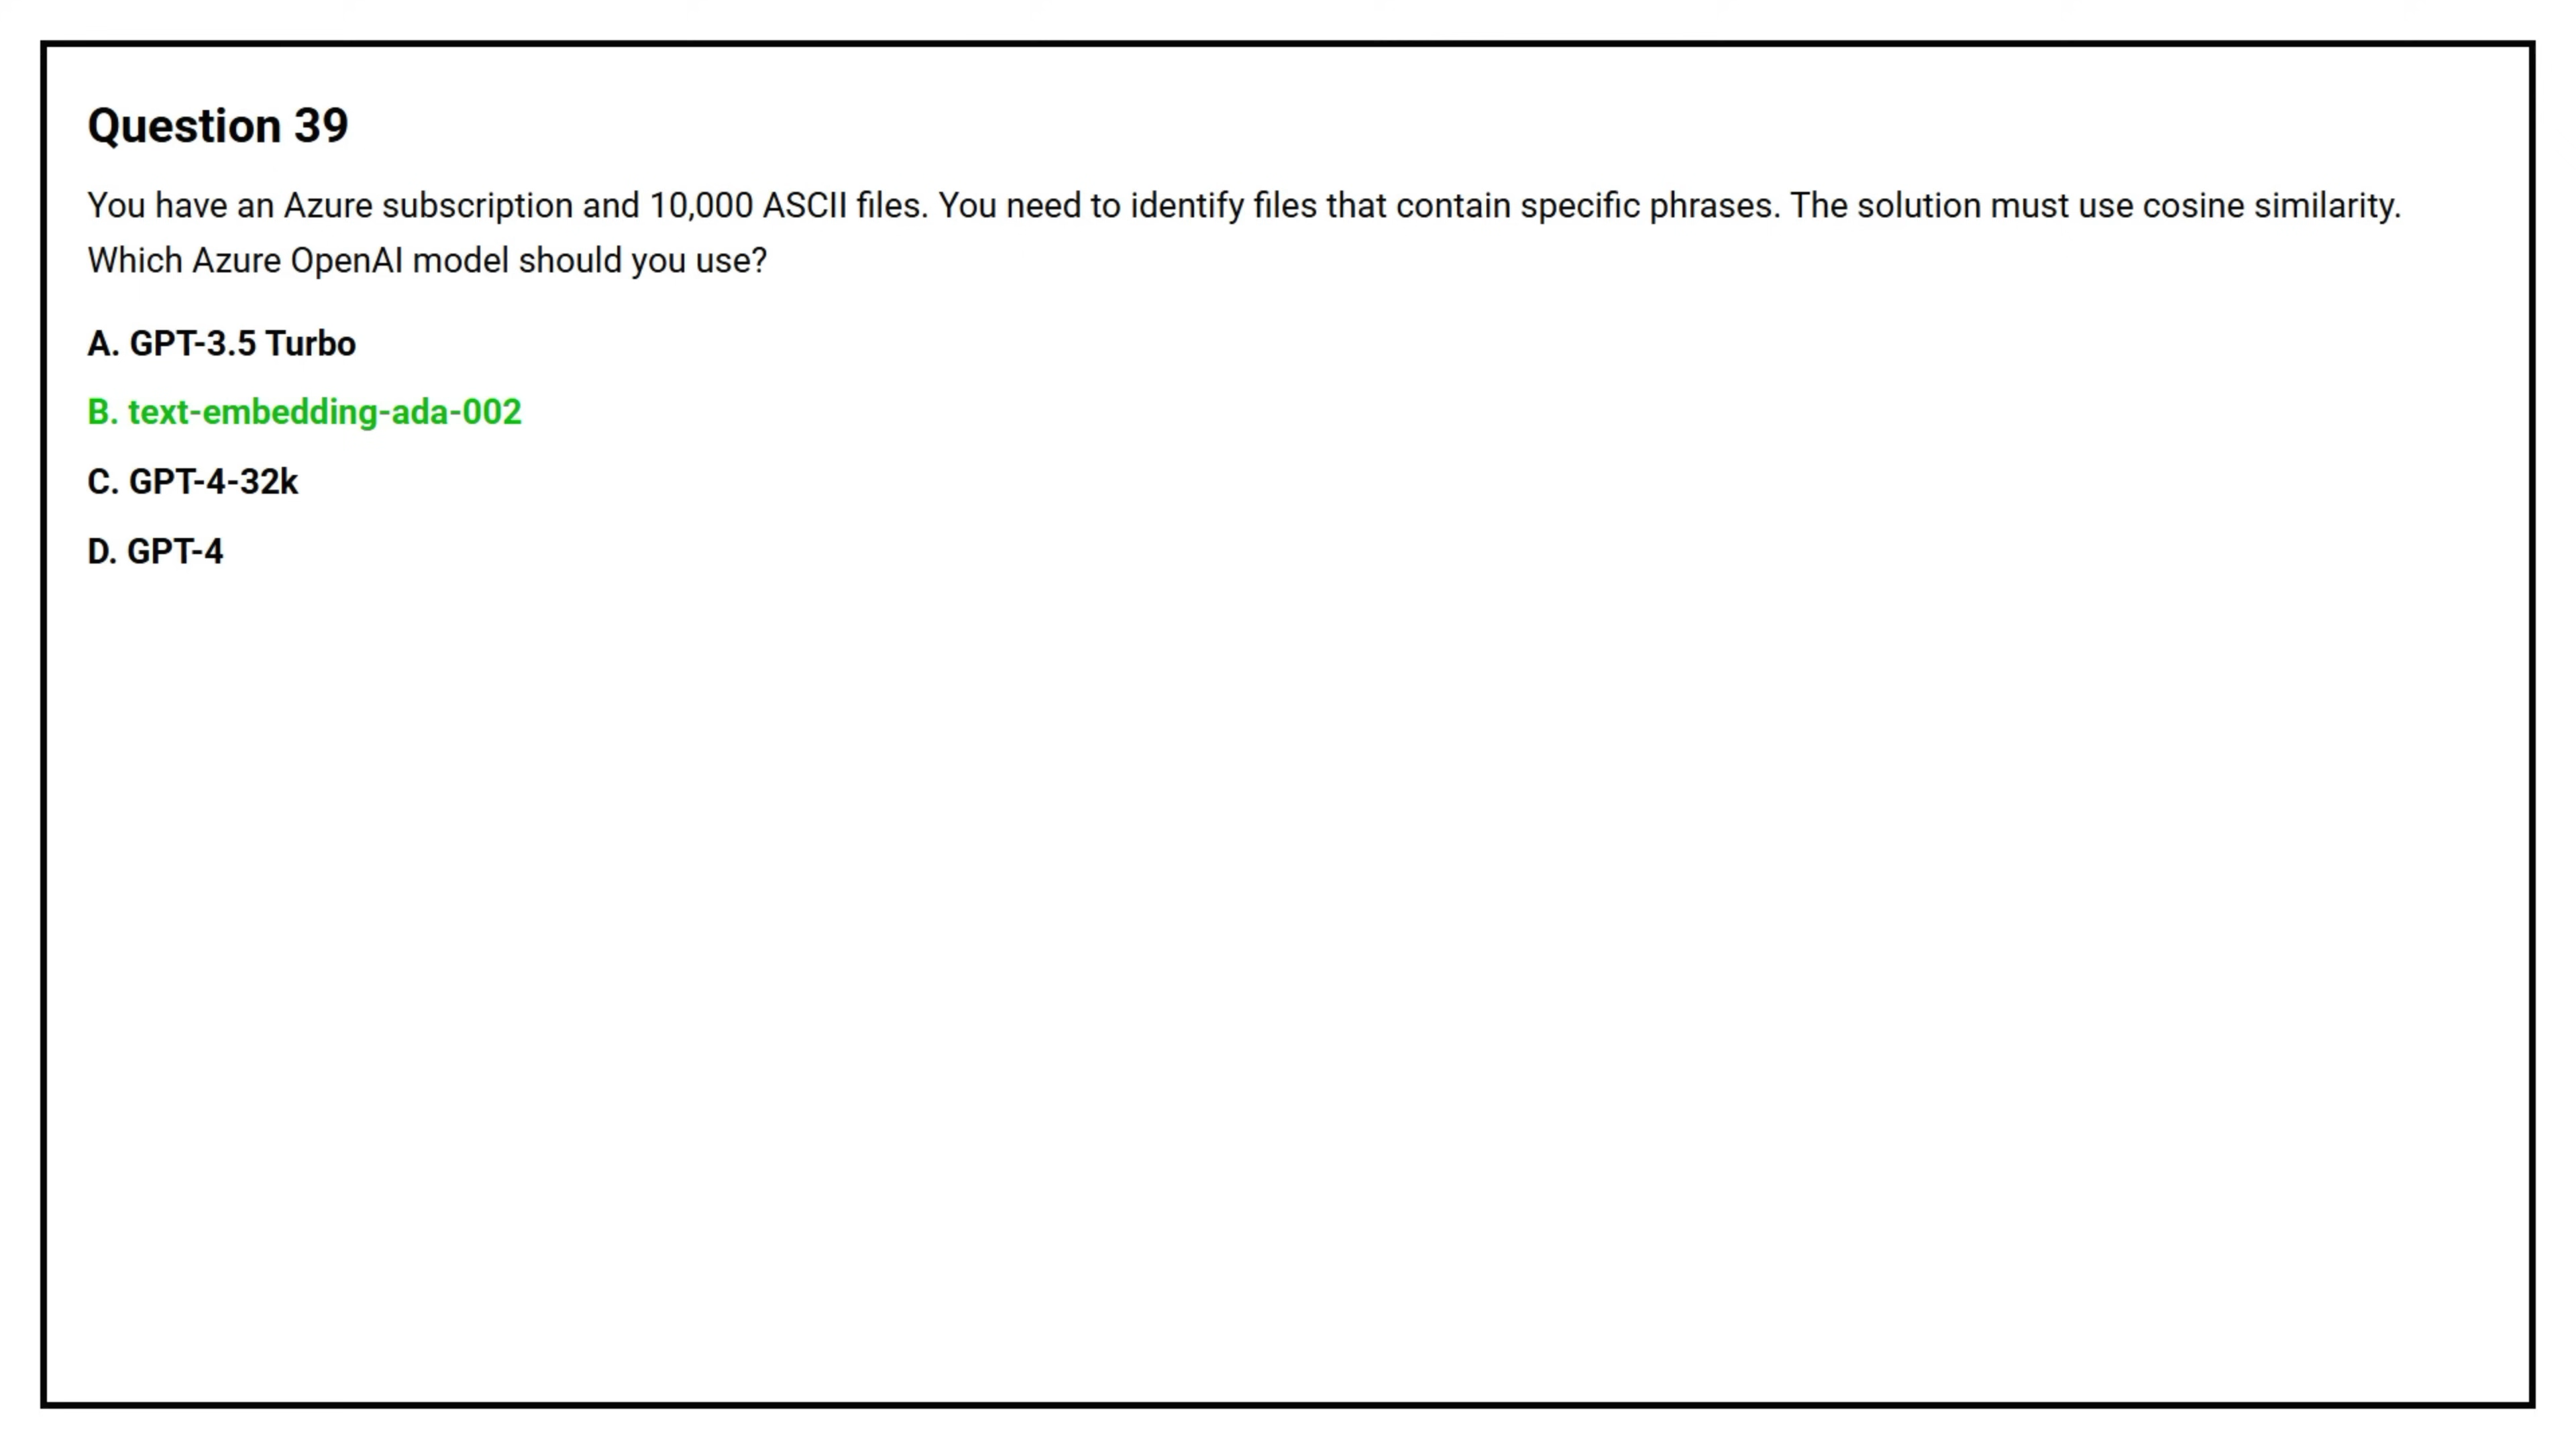 Question 39
You have an Azure subscription and 10,000 ASCII files. You need to identify files that contain specific phrases. The solution must use cosine similarity.
Which Azure OpenAI model should you use?
A. GPT-3.5 Turbo
B. text-embedding-ada-002
C. GPT-4-32k
D. GPT-4